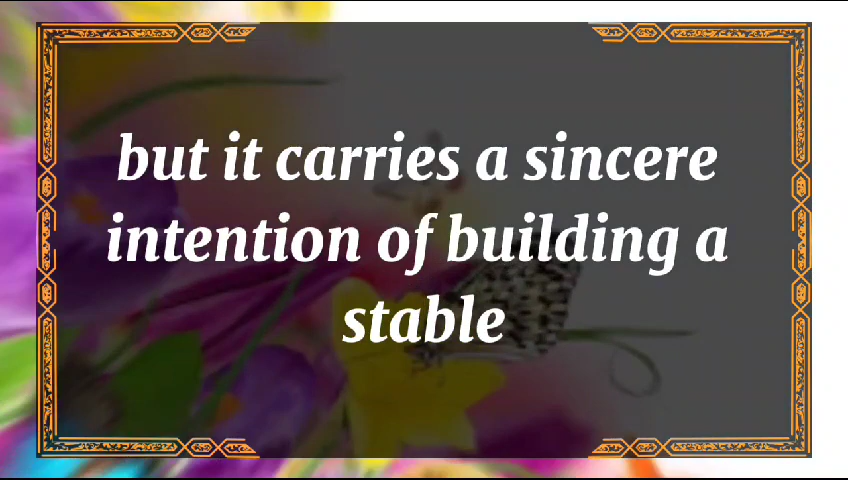 but it carries a sincere
intention of building a
stable